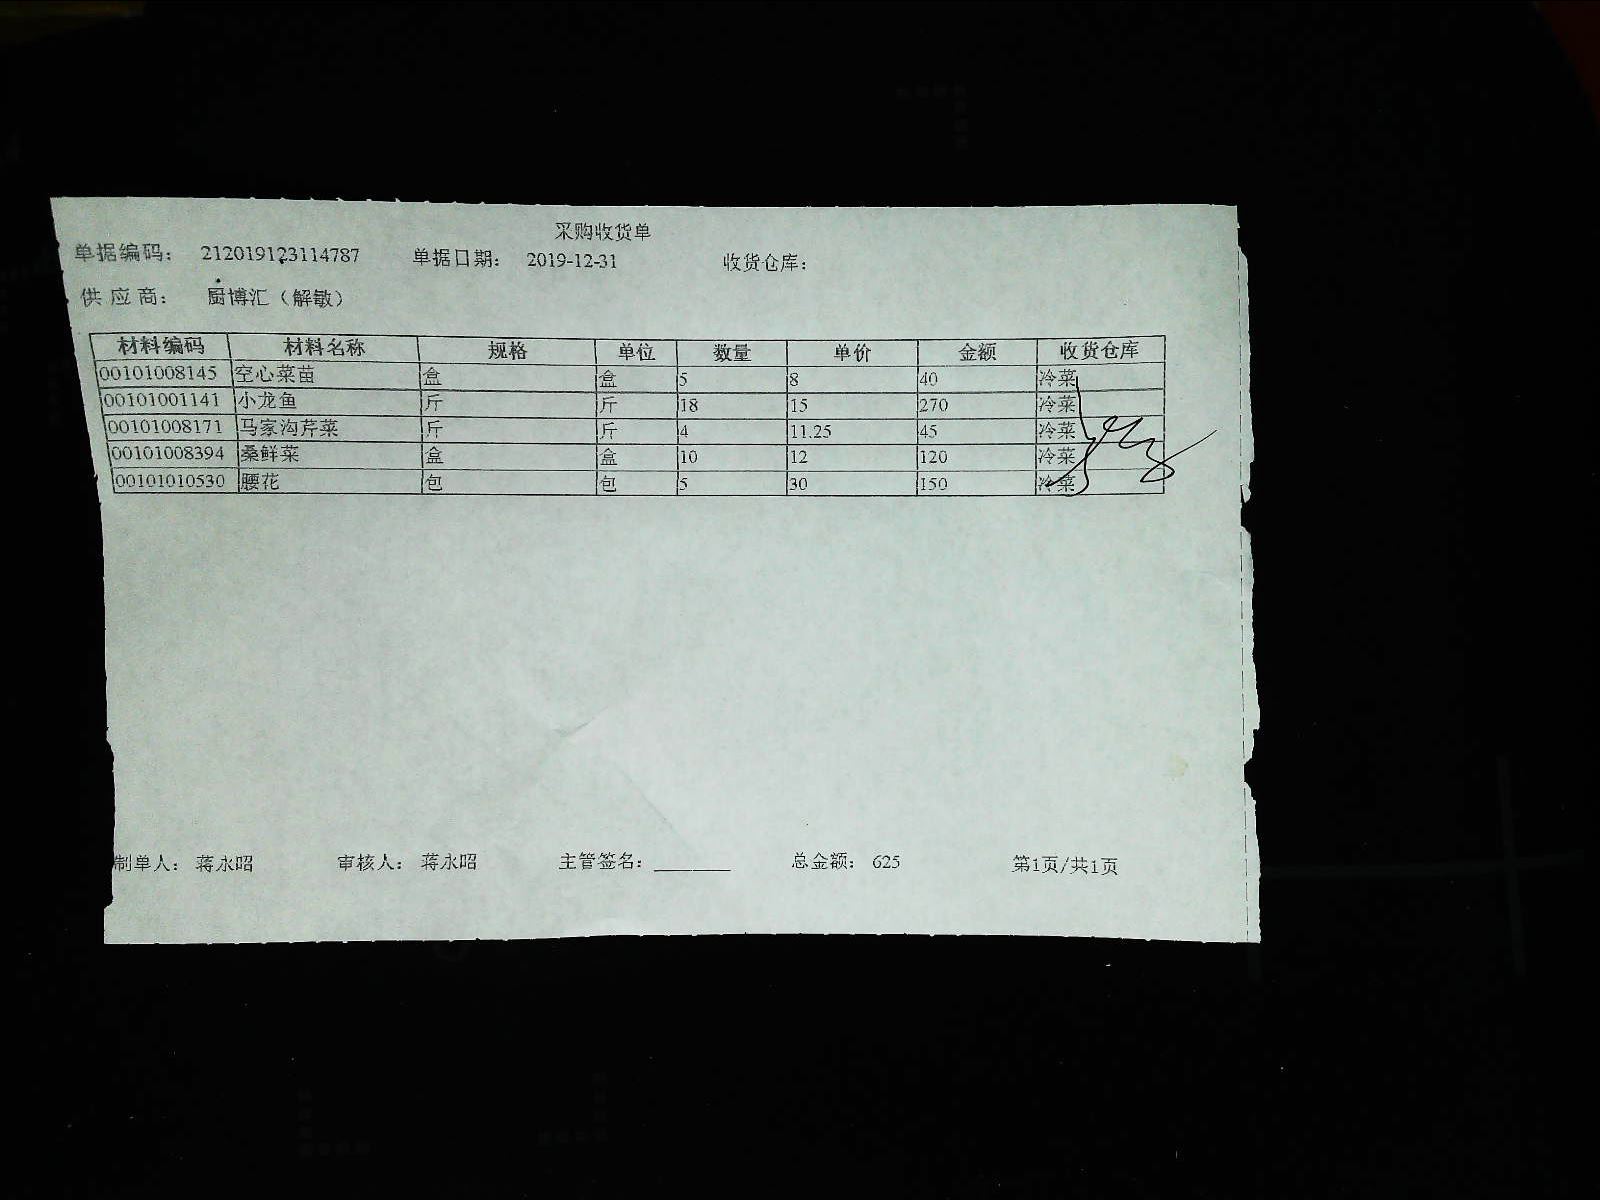 采购收货单
单据编码： 212019123114787 单据日期： 2019-12-31 收货仓库：
供应商： 厨博汇（解敏）
材料编码 材料名称 规格 单位 数量 单价 金额 收货仓库
00101008145 空心菜苗 盒 盒 5 8 40 冷菜
00101001141 小龙鱼 斤 斤 18 15 270 冷菜
00101008171 马家沟芹菜 斤 斤 4 11.25 45 冷菜
00101008394 桑鲜菜 盒 盒 10 12 120 冷菜
00101010530 腰花 包 包 5 30 150 冷菜
制单人： 蒋永昭 审核人： 蒋永昭 主管签名： 总金额： 625 第1页/共1页